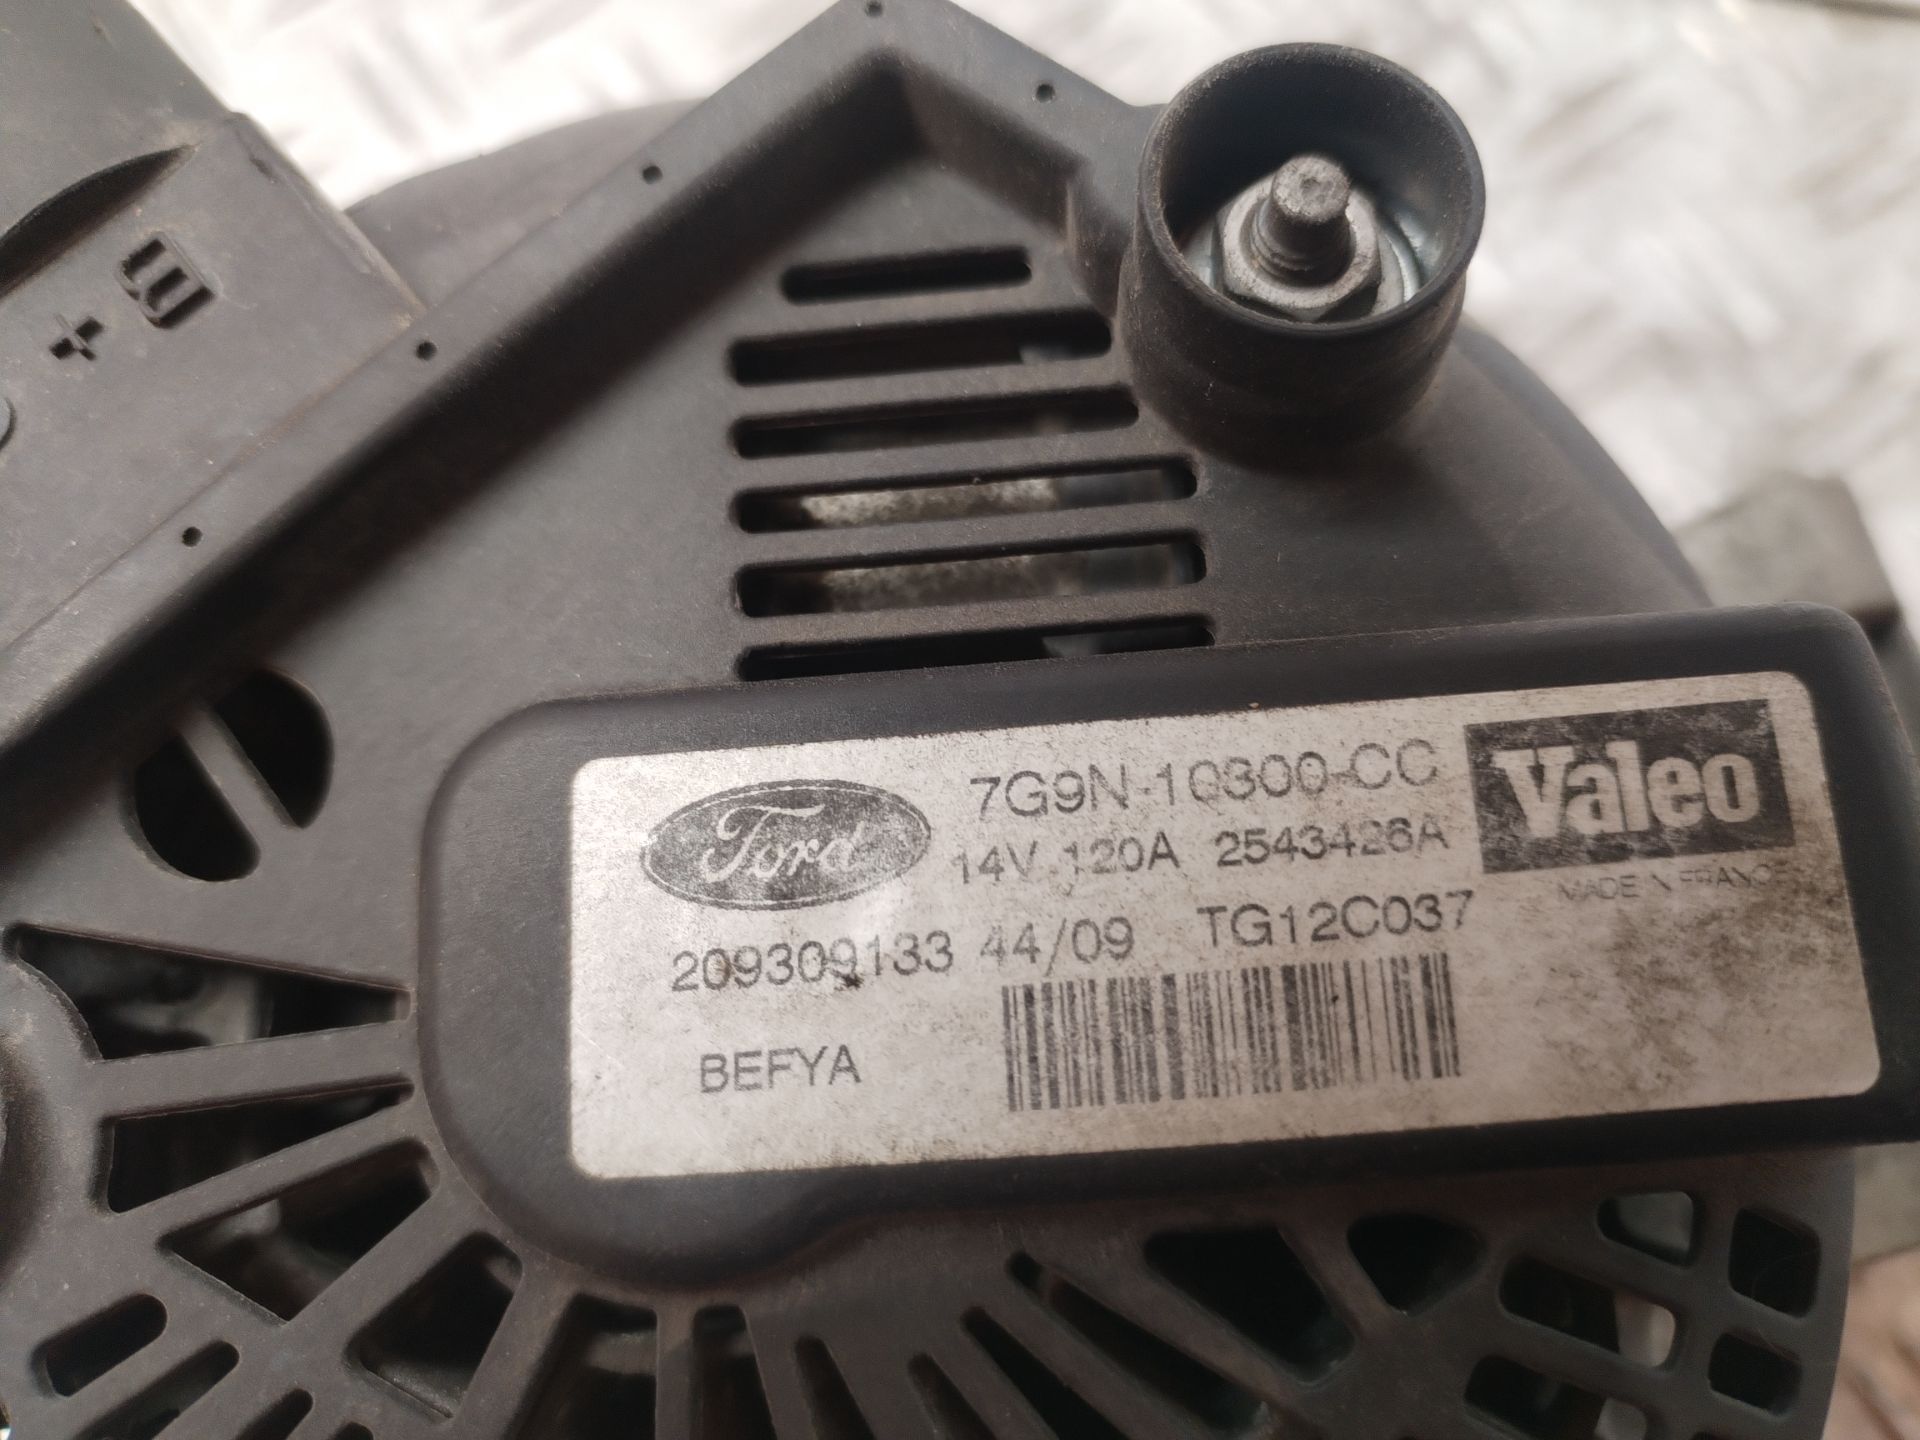 + B
Ford
7G9N-10300-CC
Valeo
14V 120A 2543426A
MADE IN FRANCE
209309133 44/09 TG12C037
BEFYA